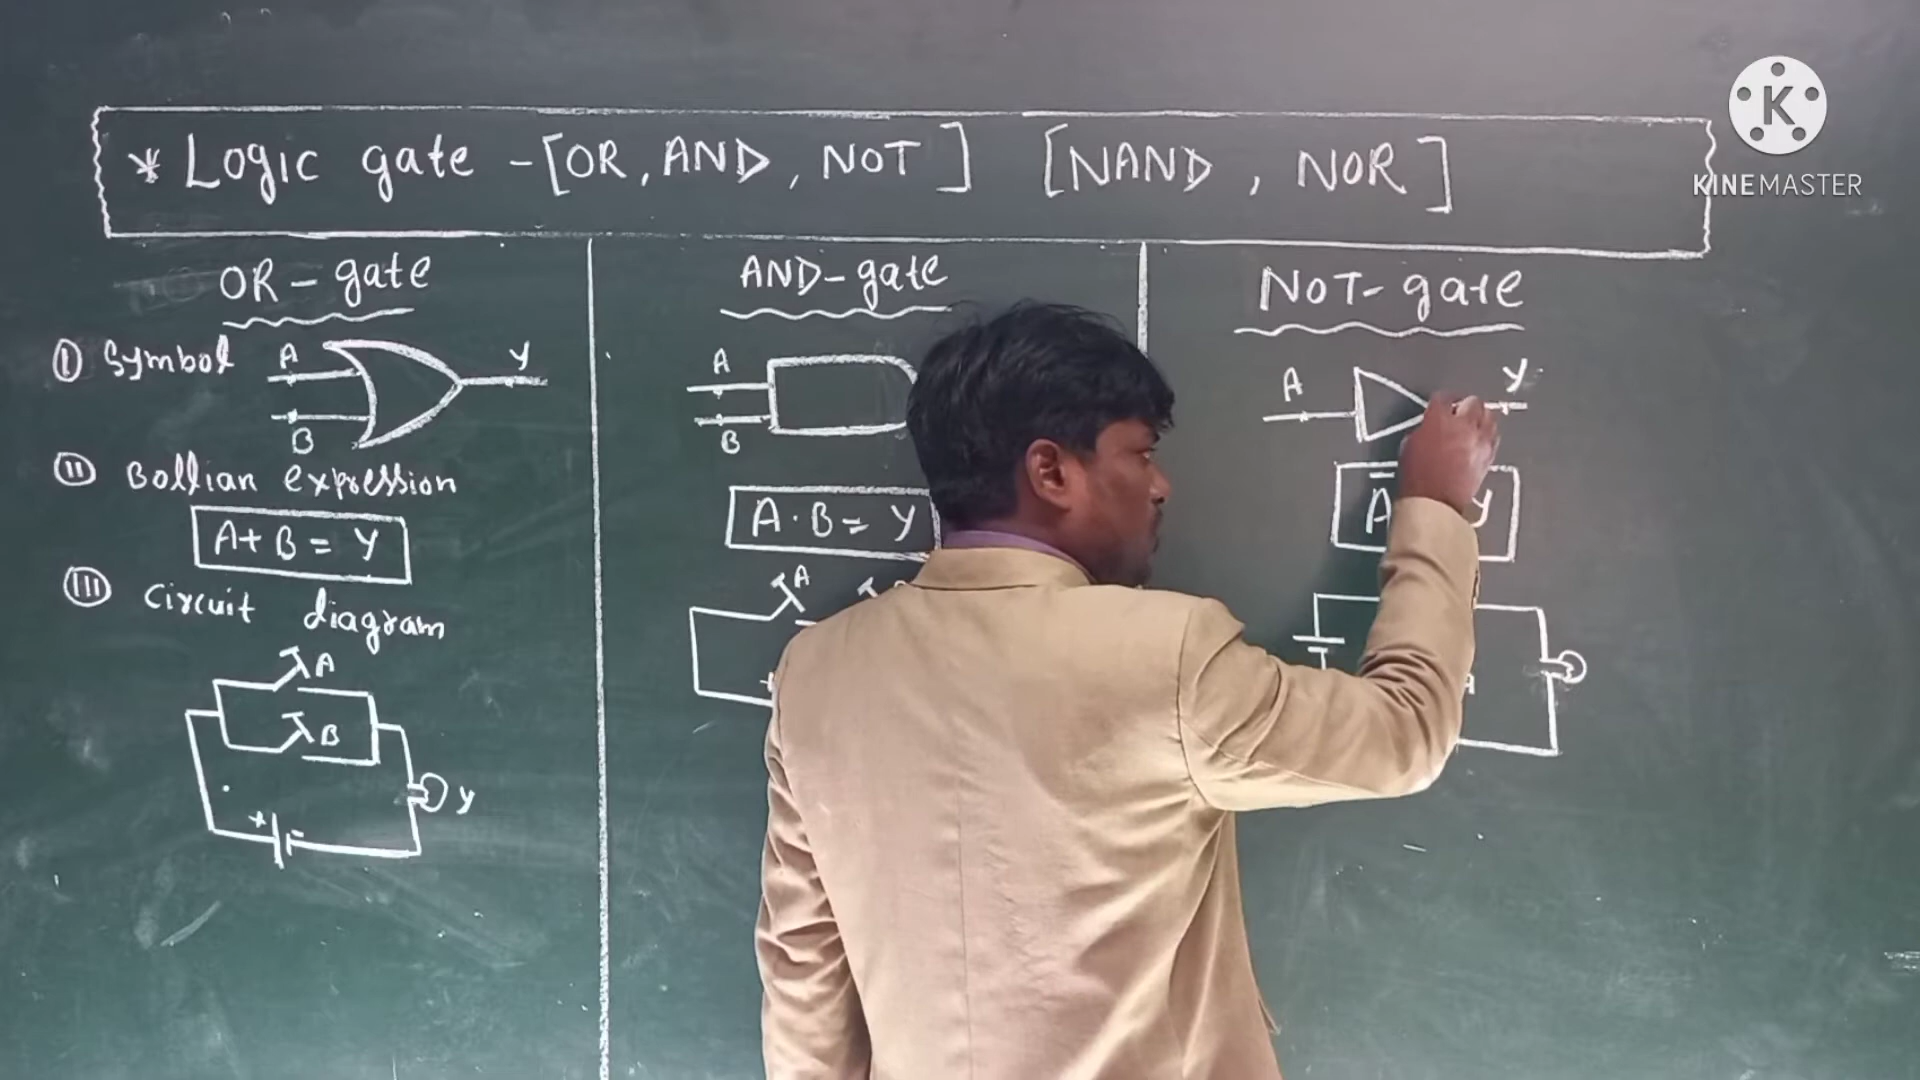 * Logic gate - [OR, AND, NOT] [NAND, NOR]
KINEMASTER
OR - gate
(I) Symbol
A
B
Y
(II) Bollian expression
A + B = Y
(III) Circuit diagram
A
B
Y
+ -
AND - gate
A
B
A · B = Y
A
NOT - gate
A
Y
A̅ Y